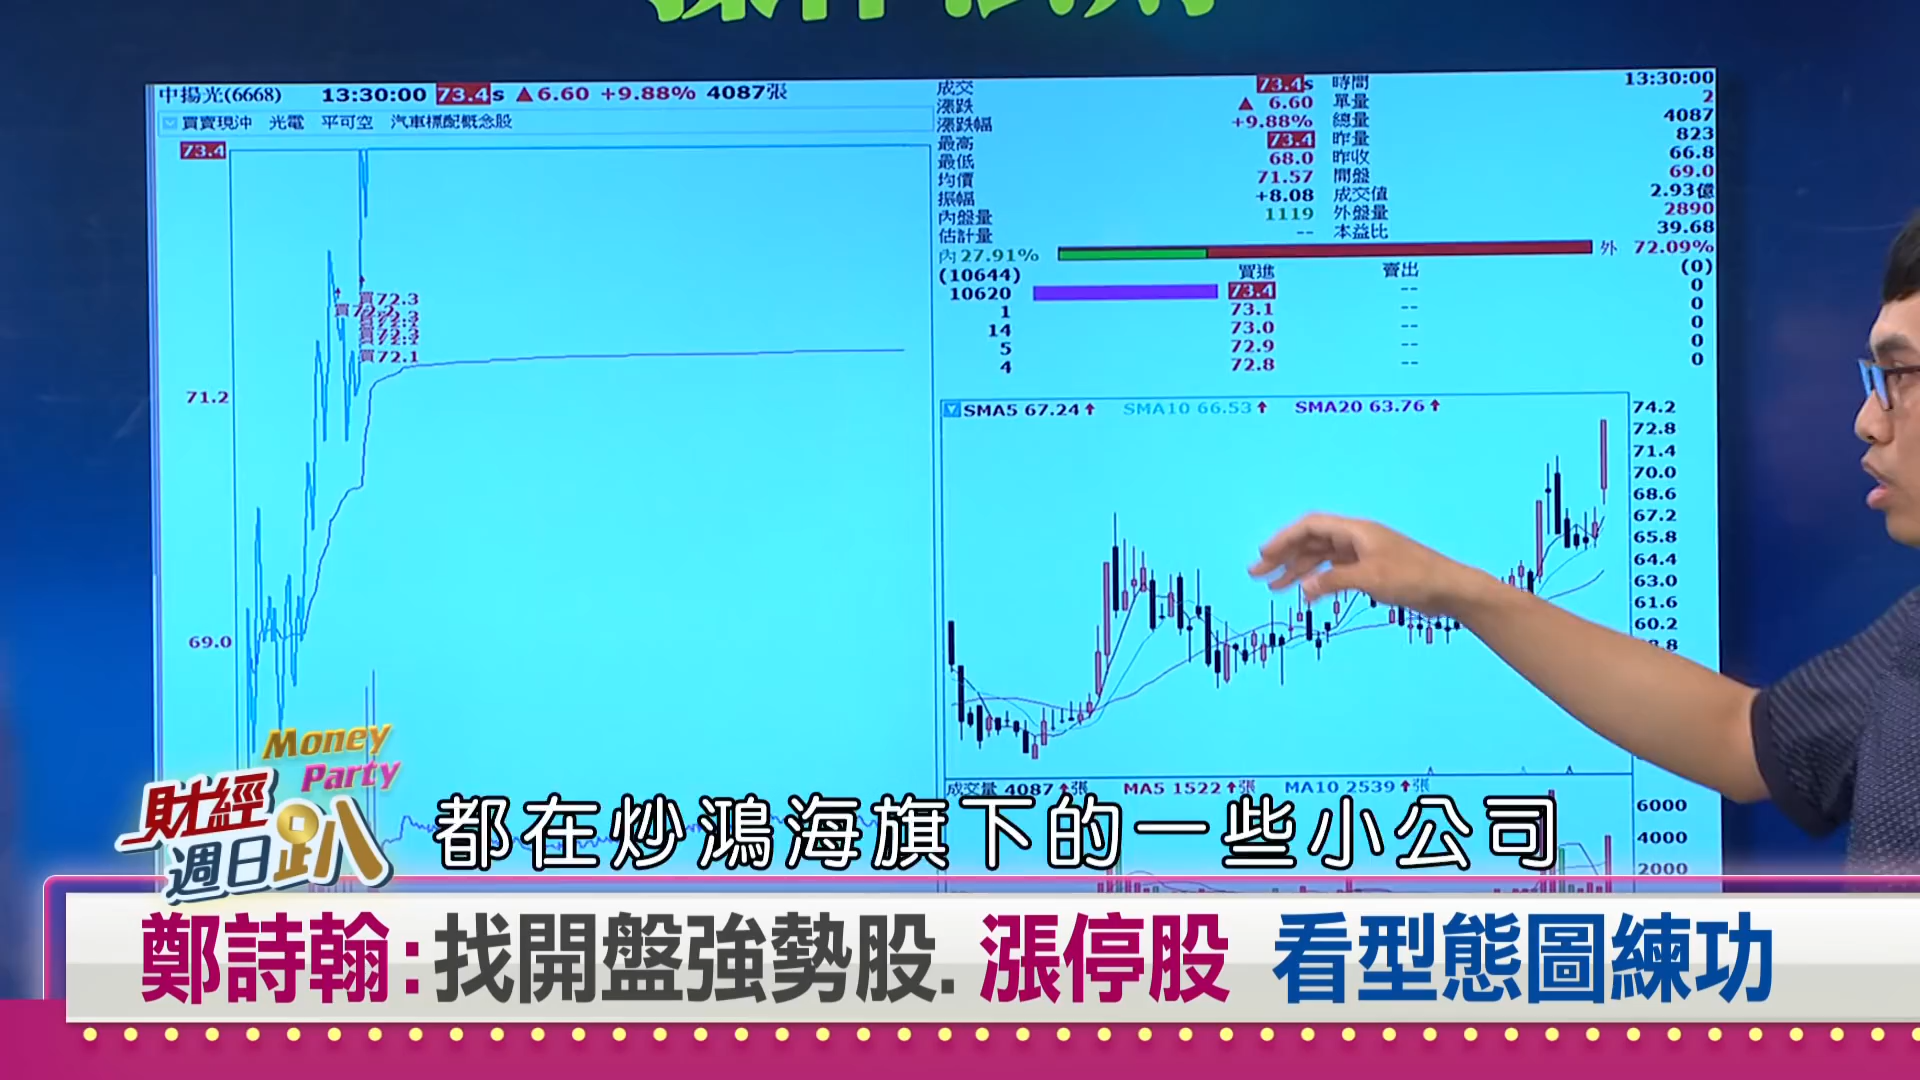 中揚光(6668) 13:30:00 73.4s ▲6.60 +9.88% 4087張
買賣現沖 光電 平可空 汽車標配概念股
73.4
買72.3
買72.2
買72.1
71.2
69.0
成交 73.4s 時間 13:30:00
漲跌 ▲ 6.60 單量 2
漲跌幅 +9.88% 總量 4087
最高 73.4 昨量 823
最低 68.0 昨收 66.8
均價 71.57 開盤 69.0
振幅 +8.08 成交值 2.93億
內盤量 1119 外盤量 2890
估計量 -- 本益比 39.68
內 27.91% 外 72.09%
(10644) 買進 賣出 (0)
10620 73.4 -- 0
1 73.1 -- 0
14 73.0 -- 0
5 72.9 -- 0
4 72.8 -- 0
SMA5 67.24↑ SMA10 66.53↑ SMA20 63.76↑
74.2
72.8
71.4
70.0
68.6
67.2
65.8
64.4
63.0
61.6
60.2
成交量 4087↑張 MA5 1522↑張 MA10 2539↑張
6000
4000
2000
Money
Party
財經
週日趴
都在炒鴻海旗下的一些小公司
鄭詩翰:找開盤強勢股.漲停股 看型態圖練功